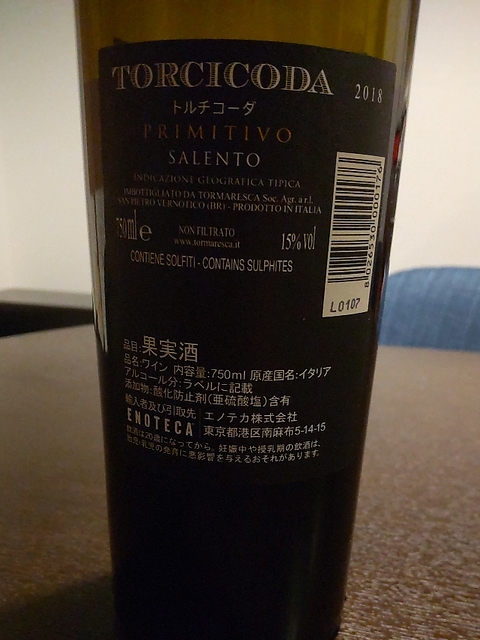 TORCICODA 2018
トルチコーダ
PRIMITIVO
SALENTO
INDICAZIONE GEOGRAFICA TIPICA
IMBOTTIGLIATO DA TORMARESCA Soc. Agr. a r.l.
SAN PIETRO VERNOTICO (BR) - PRODOTTO IN ITALIA
750 ml e
NON FILTRATO
www.tormaresca.it
15% vol
CONTIENE SOLFITI - CONTAINS SULPHITES
8 026530 000176
L0107
品目:果実酒
品名:ワイン 内容量:750ml 原産国名:イタリア
アルコール分:ラベルに記載
添加物:酸化防止剤(亜硫酸塩)含有
輸入者及び引取先 エノテカ株式会社
ENOTECA 東京都港区南麻布5-14-15
飲酒は20歳になってから。妊娠中や授乳期の飲酒は、
胎児・乳児の発育に悪影響を与えるおそれがあります。